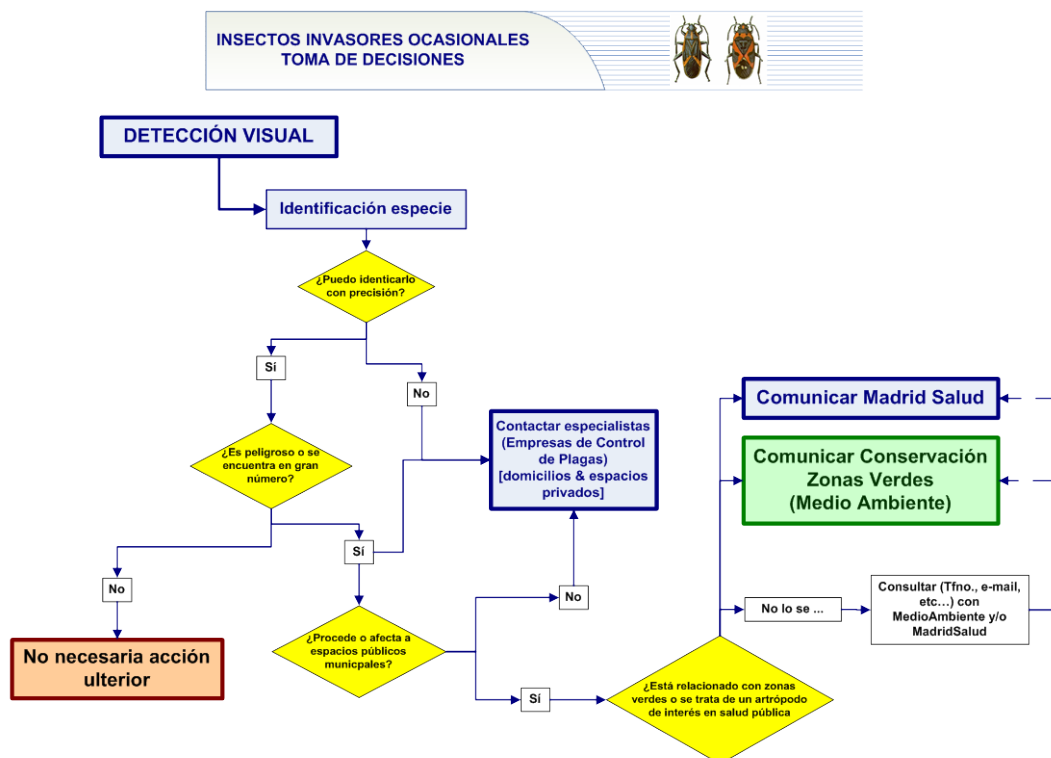 INSECTOS INVASORES OCASIONALES
TOMA DE DECISIONES
DETECCIÓN VISUAL
Identificación especie
¿Puedo identicarlo
con precisión?
Sí
No
¿Es peligroso o se
encuentra en gran
número?
Contactar especialistas
(Empresas de Control
de Plagas)
[domicilios & espacios
privados]
Comunicar Madrid Salud
Comunicar Conservación
Zonas Verdes
(Medio Ambiente)
Sí
No
No
No lo se ...
Consultar (Tfno., e-mail,
etc...) con
MedioAmbiente y/o
MadridSalud
No necesaria acción
ulterior
¿Procede o afecta a
espacios públicos
municpales?
Sí
¿Está relacionado con zonas
verdes o se trata de un artrópodo
de interés en salud pública